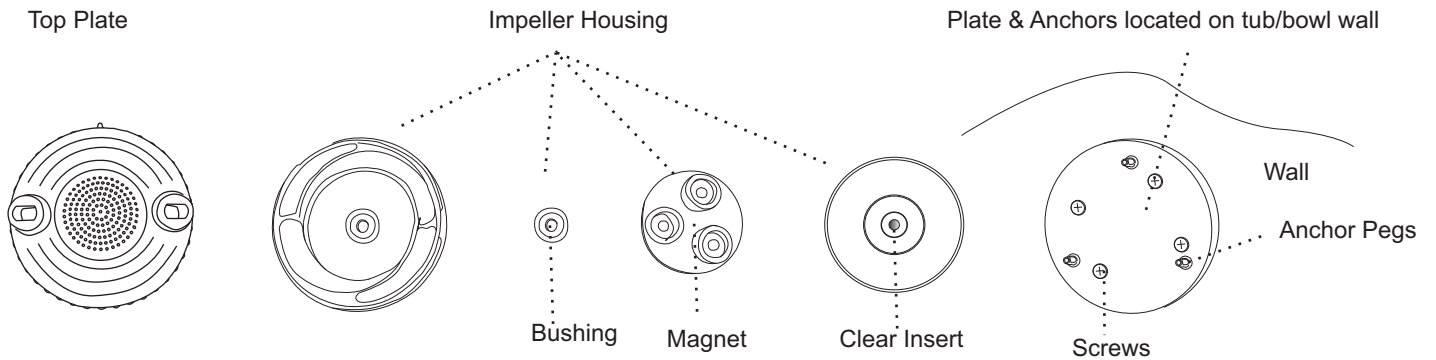 Top Plate
Impeller Housing
Plate & Anchors located on tub/bowl wall
Wall
Anchor Pegs
Bushing
Magnet
Clear Insert
Screws